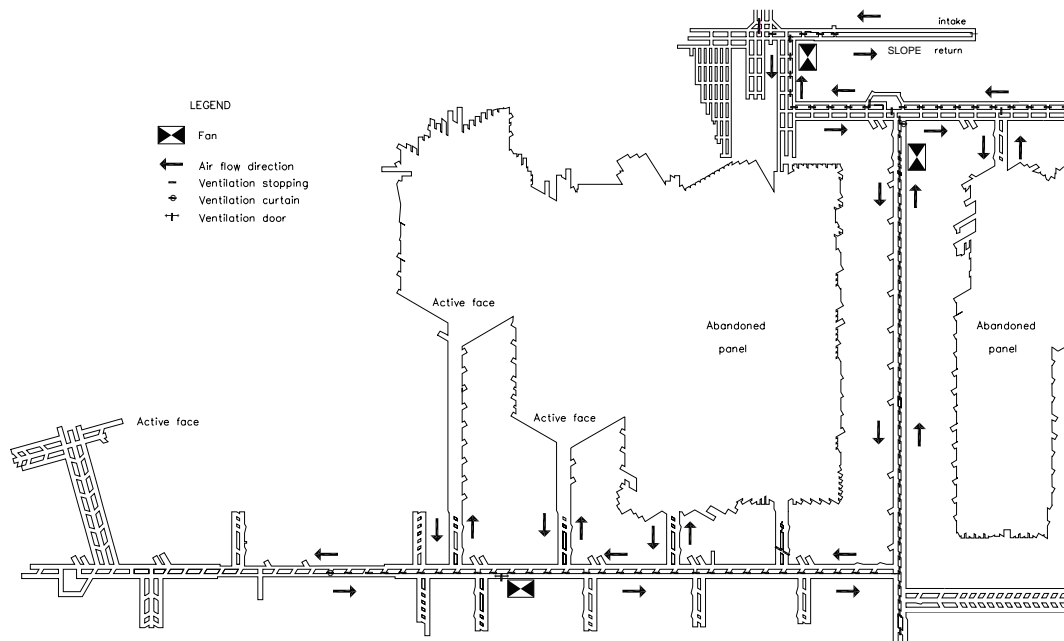 intake
SLOPE return
LEGEND
Fan
Air flow direction
Ventilation stopping
Ventilation curtain
Ventilation door
Active face
Abandoned
panel
Abandoned
panel
Active face
Active face